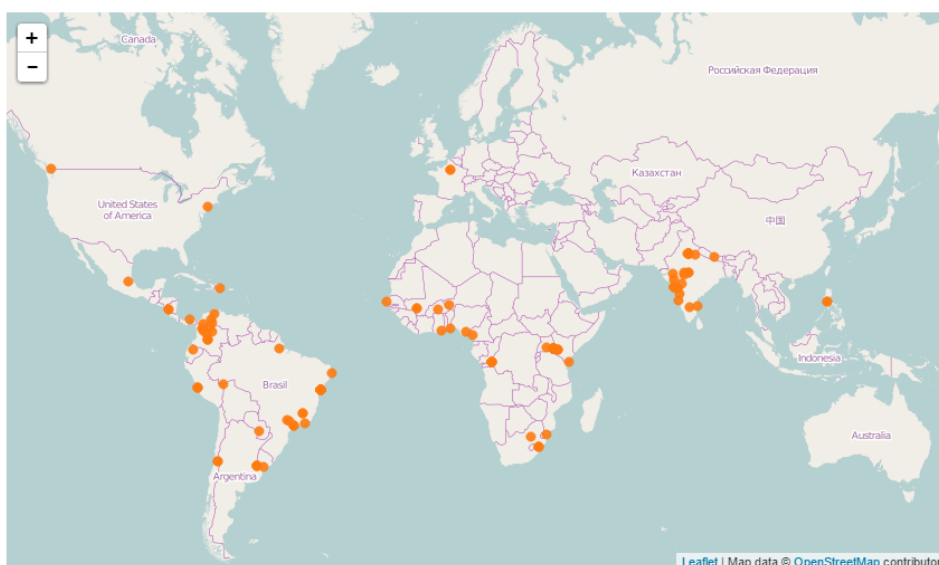 +
−
Canada
Российская Федерация
Казахстан
United States
of America
中国
Indonesia
Brasil
Australia
Argentina
Leaflet | Map data © OpenStreetMap contributor